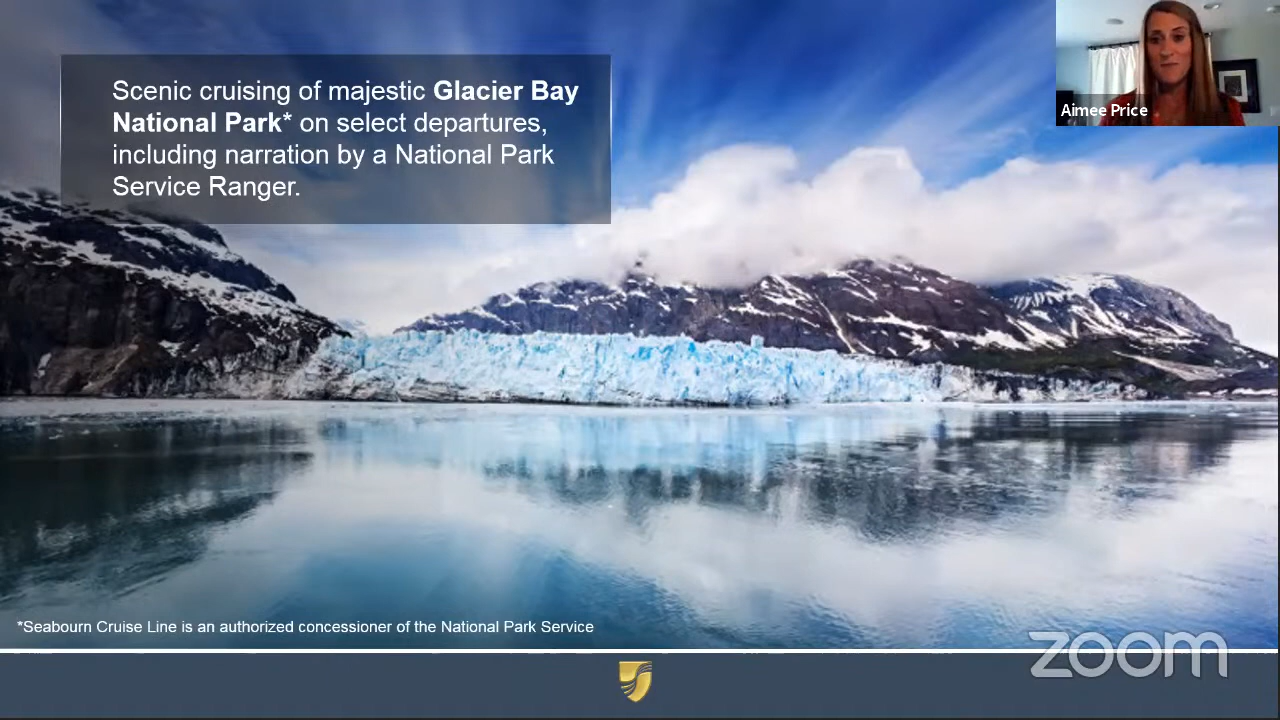 Scenic cruising of majestic Glacier Bay
National Park* on select departures,
including narration by a National Park
Service Ranger.
Aimee Price
*Seabourn Cruise Line is an authorized concessioner of the National Park Service
zoom